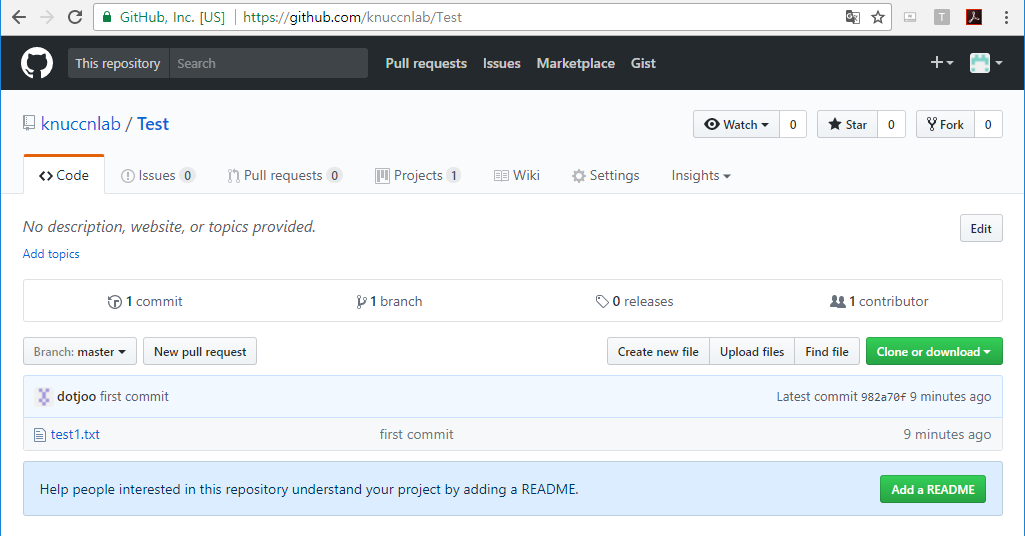 GitHub, Inc. [US] https://github.com/knuccnlab/Test
This repository Search Pull requests Issues Marketplace Gist
knuccnlab / Test Watch 0 Star 0 Fork 0
Code Issues 0 Pull requests 0 Projects 1 Wiki Settings Insights
No description, website, or topics provided. Edit
Add topics
1 commit 1 branch 0 releases 1 contributor
Branch: master New pull request Create new file Upload files Find file Clone or download
dotjoo first commit Latest commit 982a70f 9 minutes ago
test1.txt first commit 9 minutes ago
Help people interested in this repository understand your project by adding a README. Add a README